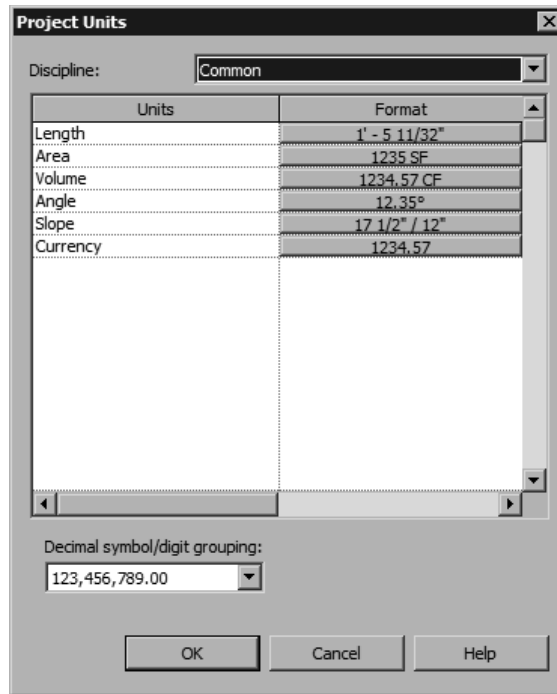 Project Units
Discipline: Common
Units Format
Length 1' - 5 11/32"
Area 1235 SF
Volume 1234.57 CF
Angle 12.35°
Slope 17 1/2" / 12"
Currency 1234.57
Decimal symbol/digit grouping:
123,456,789.00
OK Cancel Help